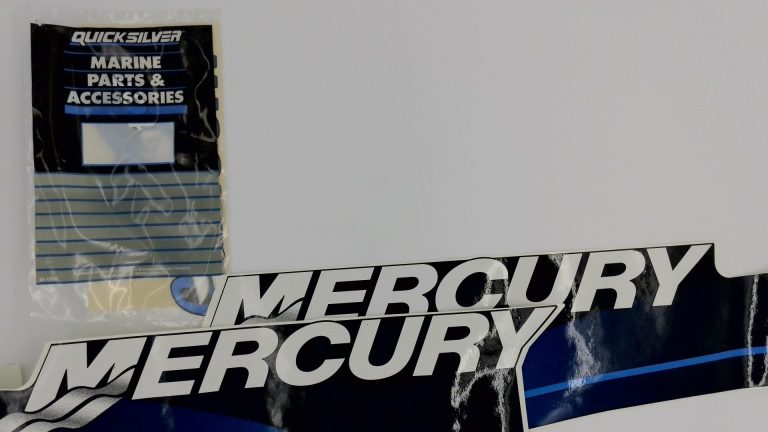 QUICKSILVER
MARINE
PARTS &
ACCESSORIES
MERCURY
MERCURY